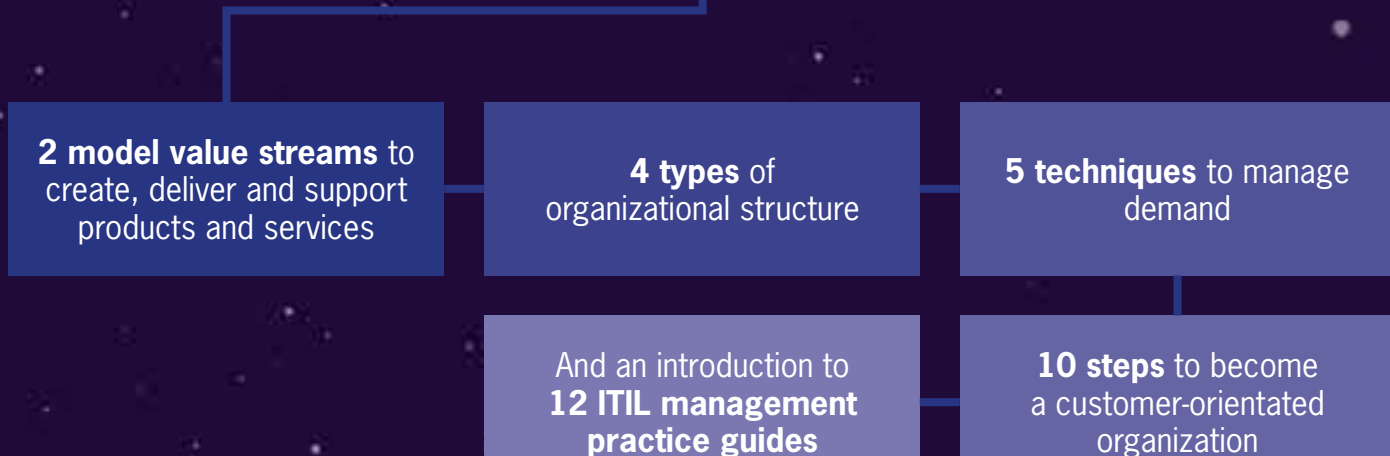 2 model value streams to
create, deliver and support
products and services
4 types of
organizational structure
5 techniques to manage
demand
10 steps to become
a customer-orientated
organization
And an introduction to
12 ITIL management
practice guides